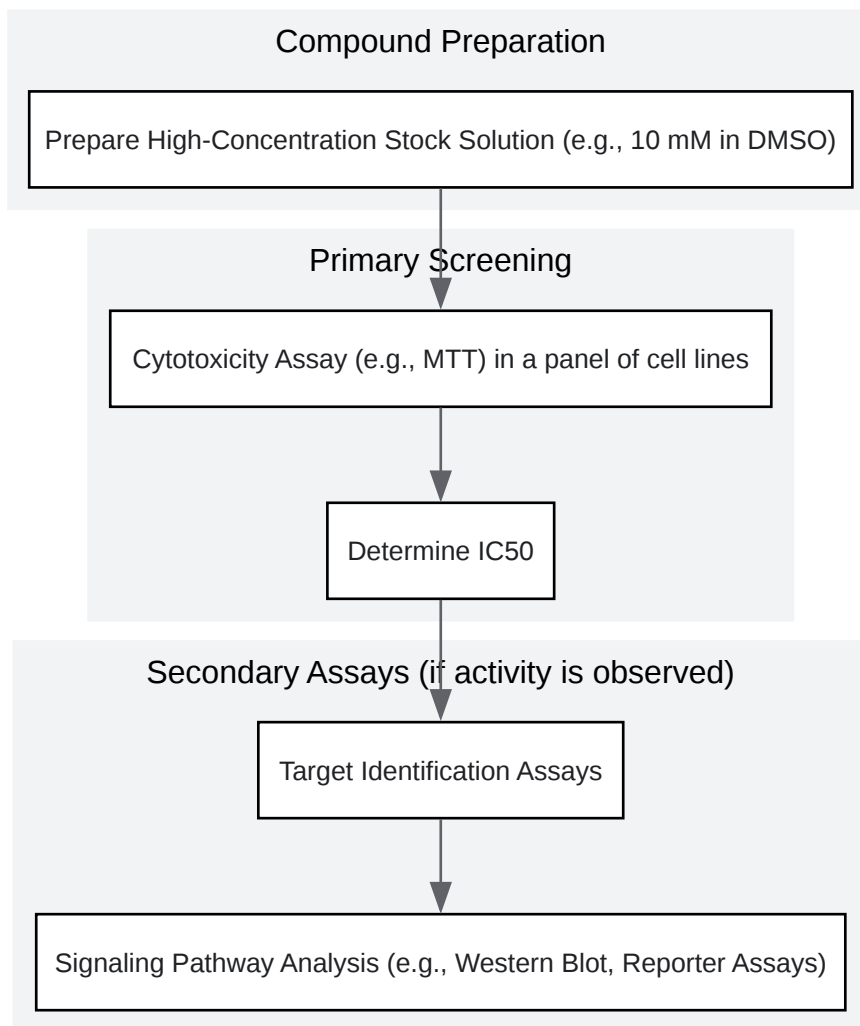 Compound Preparation
Prepare High-Concentration Stock Solution (e.g., 10 mM in DMSO)
Primary Screening
Cytotoxicity Assay (e.g., MTT) in a panel of cell lines
Determine IC50
Secondary Assays (if activity is observed)
Target Identification Assays
Signaling Pathway Analysis (e.g., Western Blot, Reporter Assays)